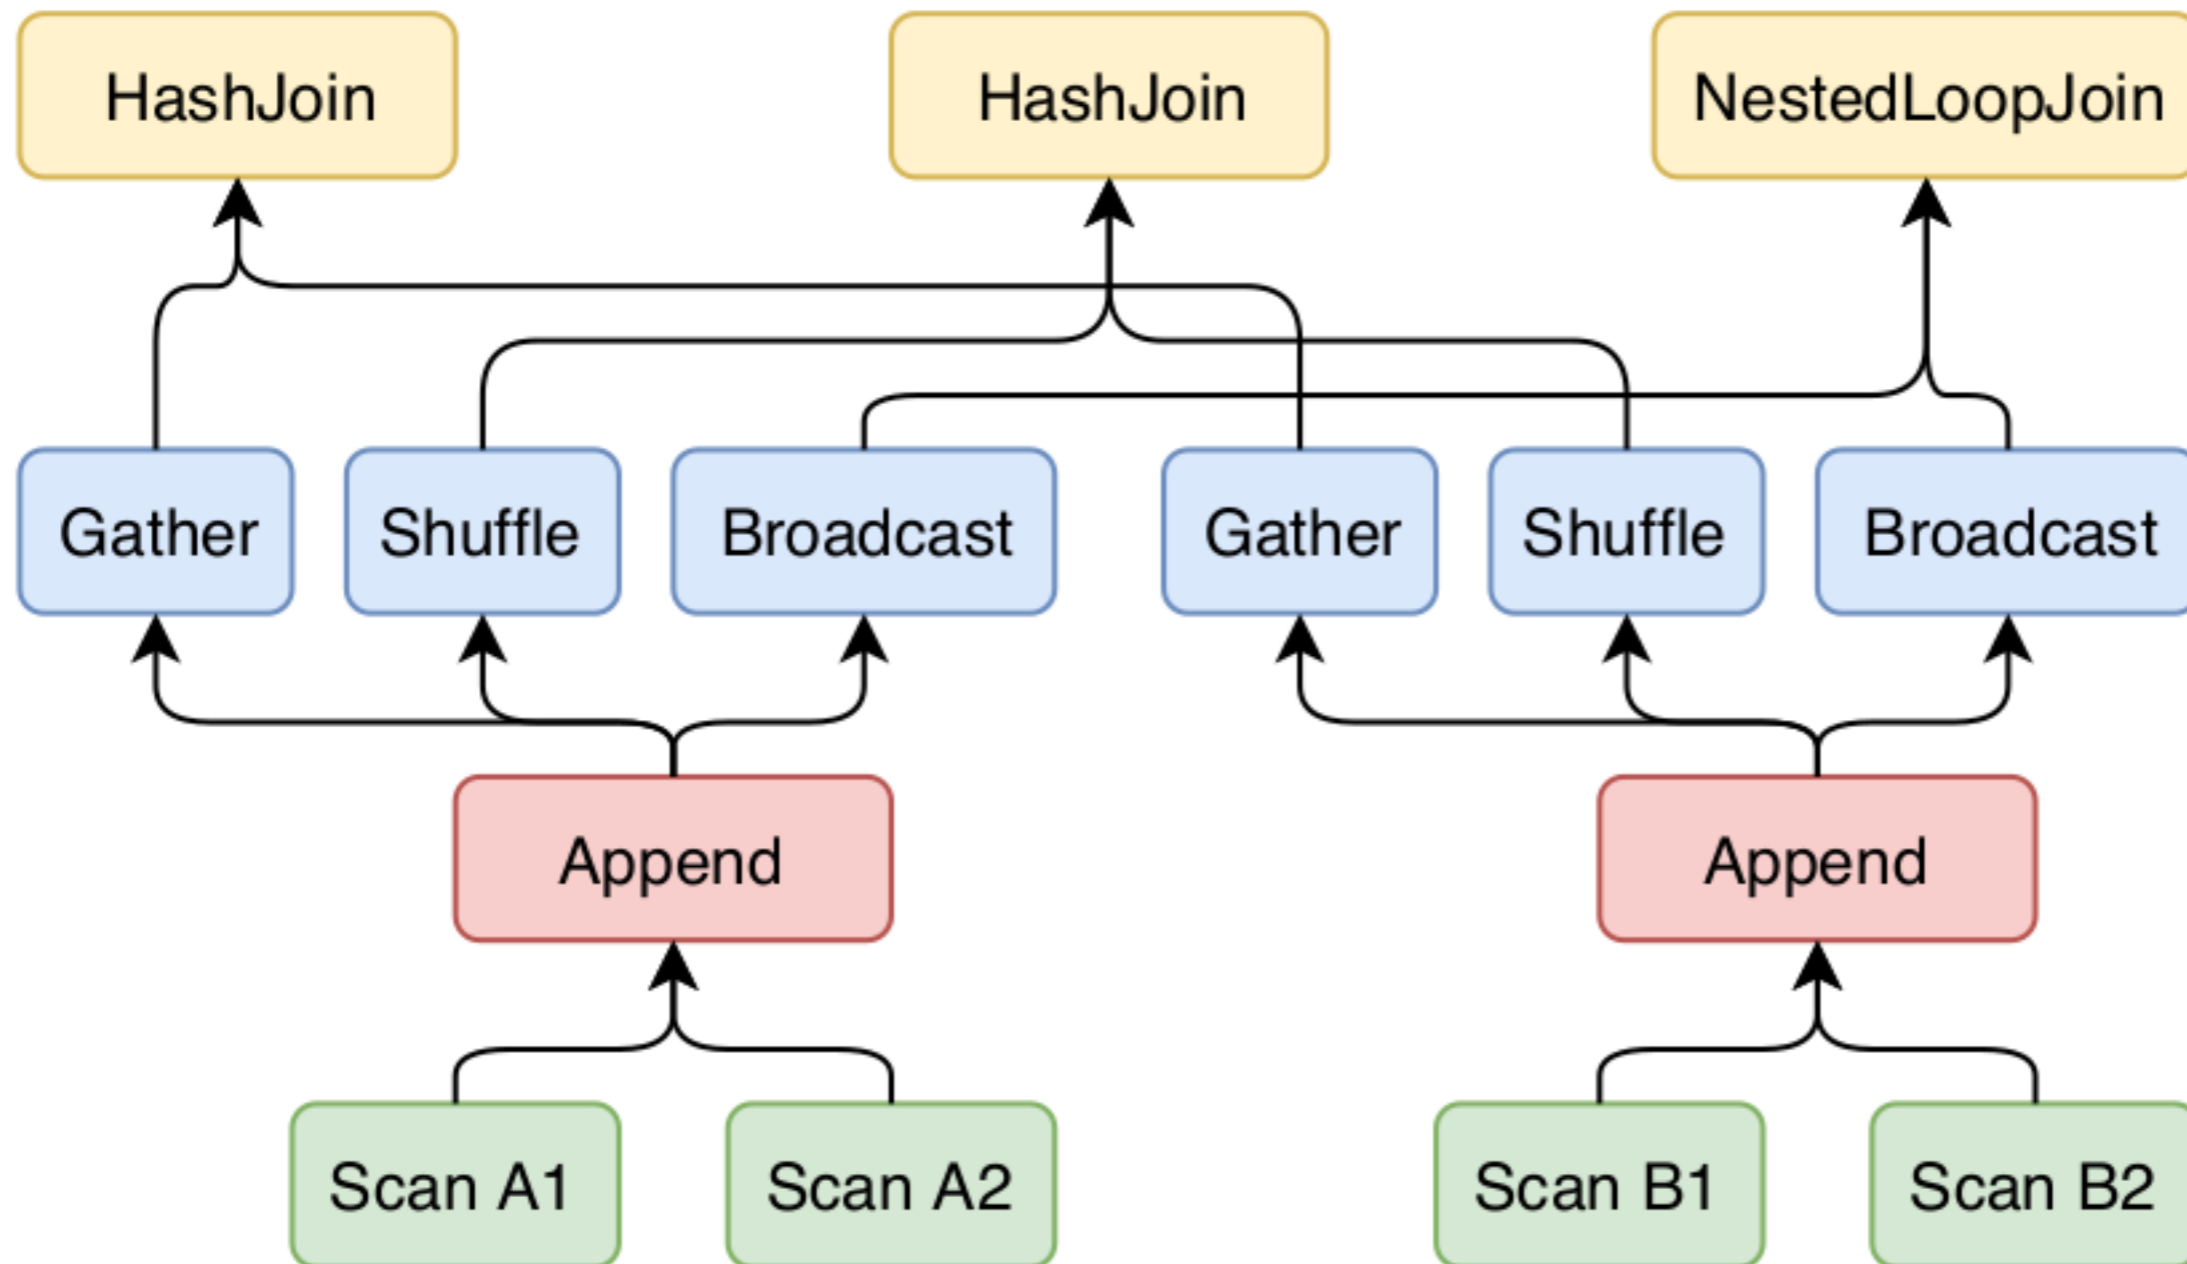 HashJoin
HashJoin
NestedLoopJoin
Gather
Shuffle
Broadcast
Gather
Shuffle
Broadcast
Append
Append
Scan A1
Scan A2
Scan B1
Scan B2